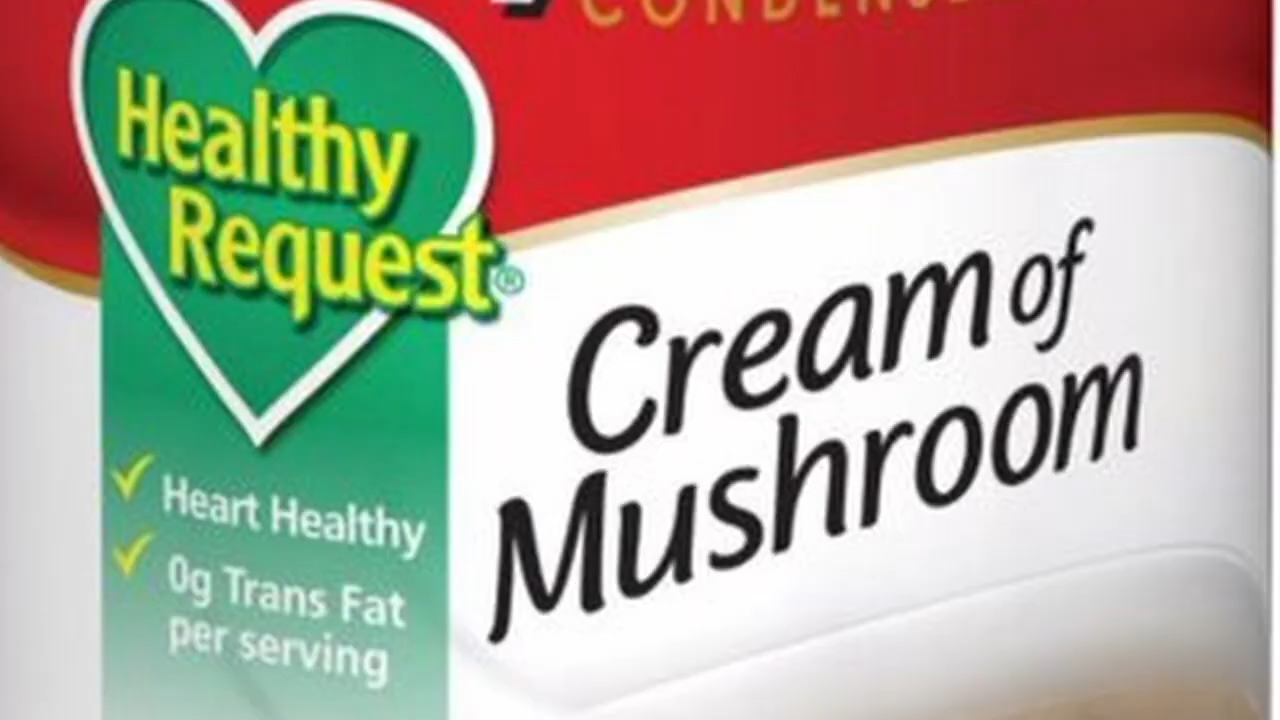 Healthy
Request®
Cream of
Mushroom
Heart Healthy
0g Trans Fat
per serving